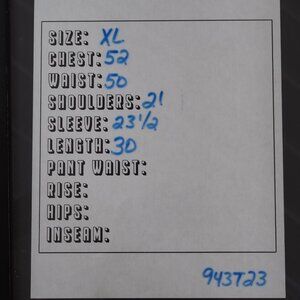 SIZE: XL
CHEST: 52
WAIST: 50
SHOULDERS: 21
SLEEVE: 23 1/2
LENGTH: 30
PANT WAIST:
RISE:
HIPS:
INSEAM:
943T23